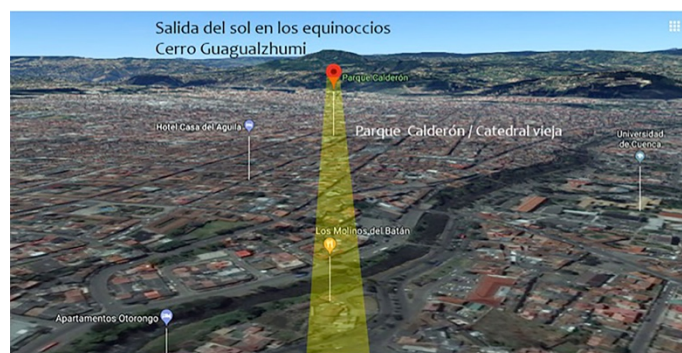 Salida del sol en los equinoccios
Cerro Guagualzhumi
Parque Calderón
Hotel Casa del Aguila
Parque Calderón / Catedral vieja
Universidad
de Cuenca
Los Molinos del Batán
Apartamentos Otorongo